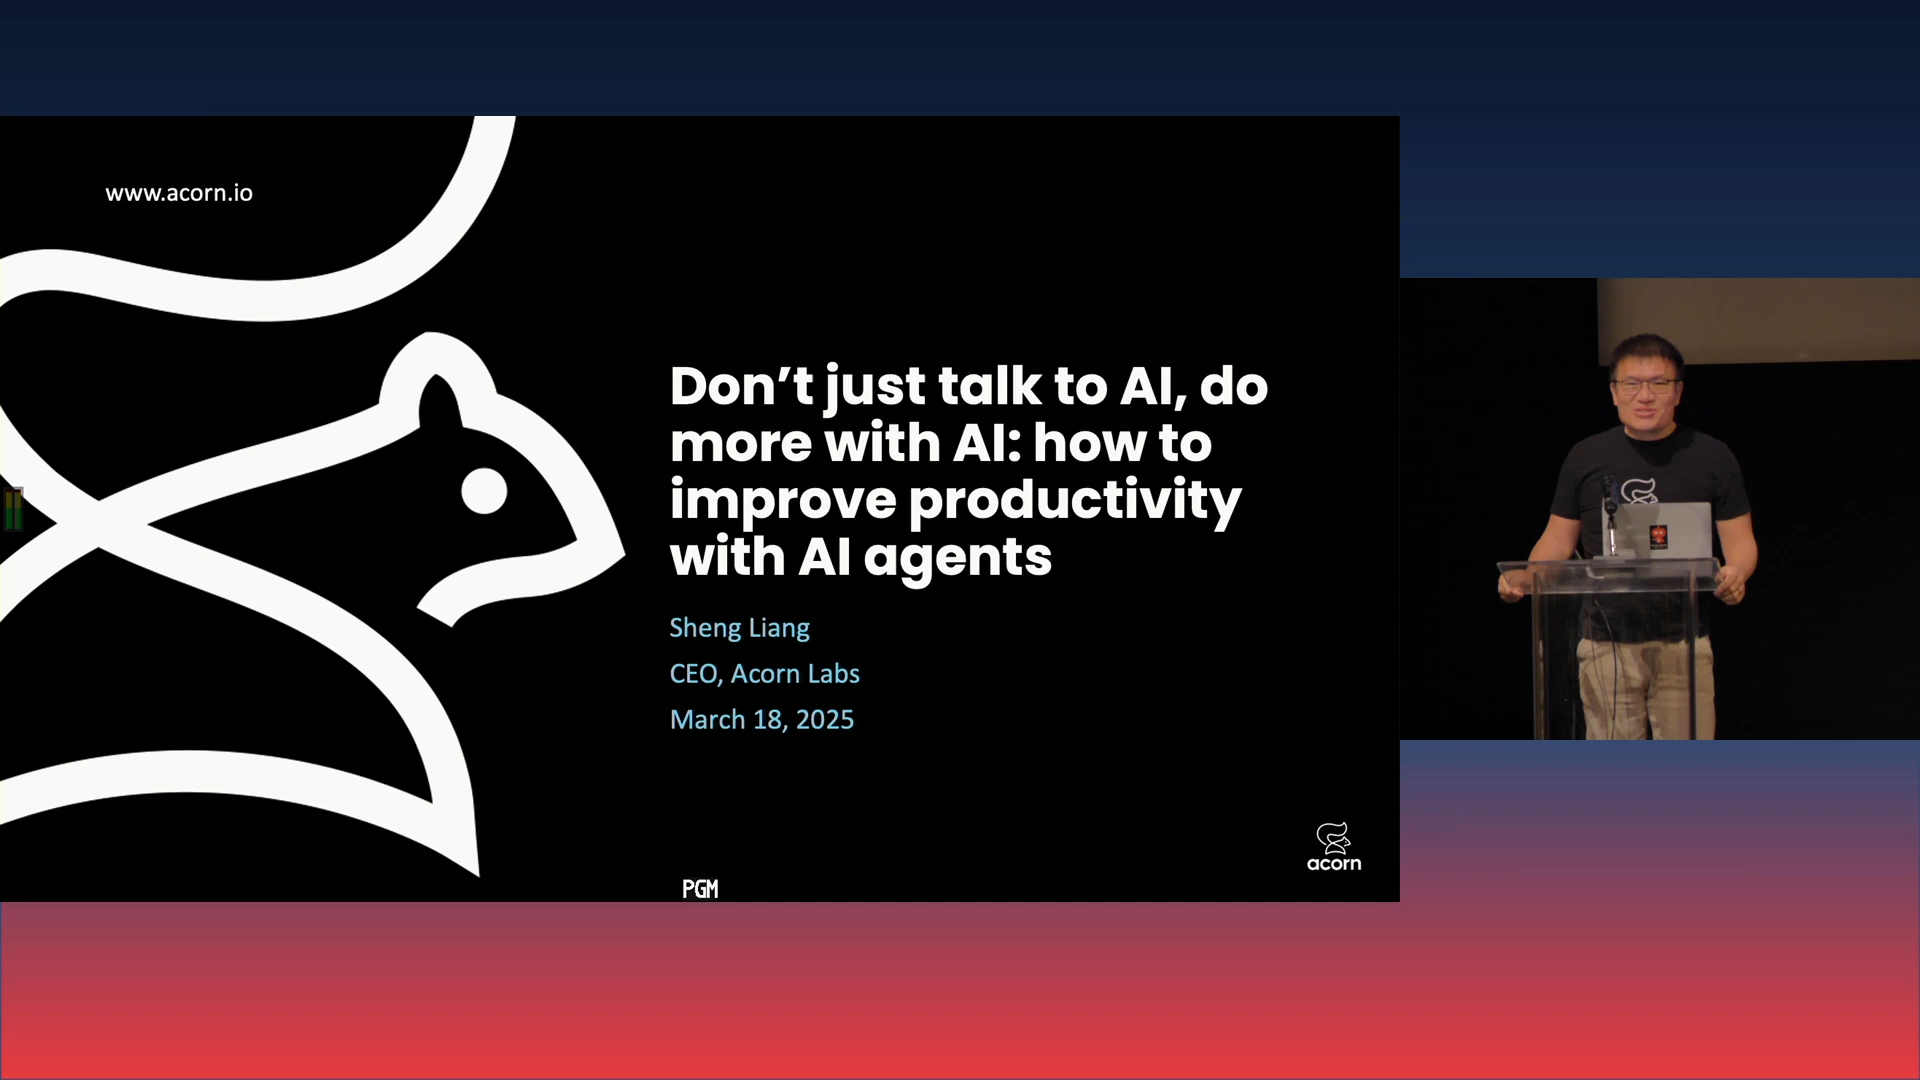 www.acorn.io
Don’t just talk to AI, do
more with AI: how to
improve productivity
with AI agents
Sheng Liang
CEO, Acorn Labs
March 18, 2025
acorn
PGM